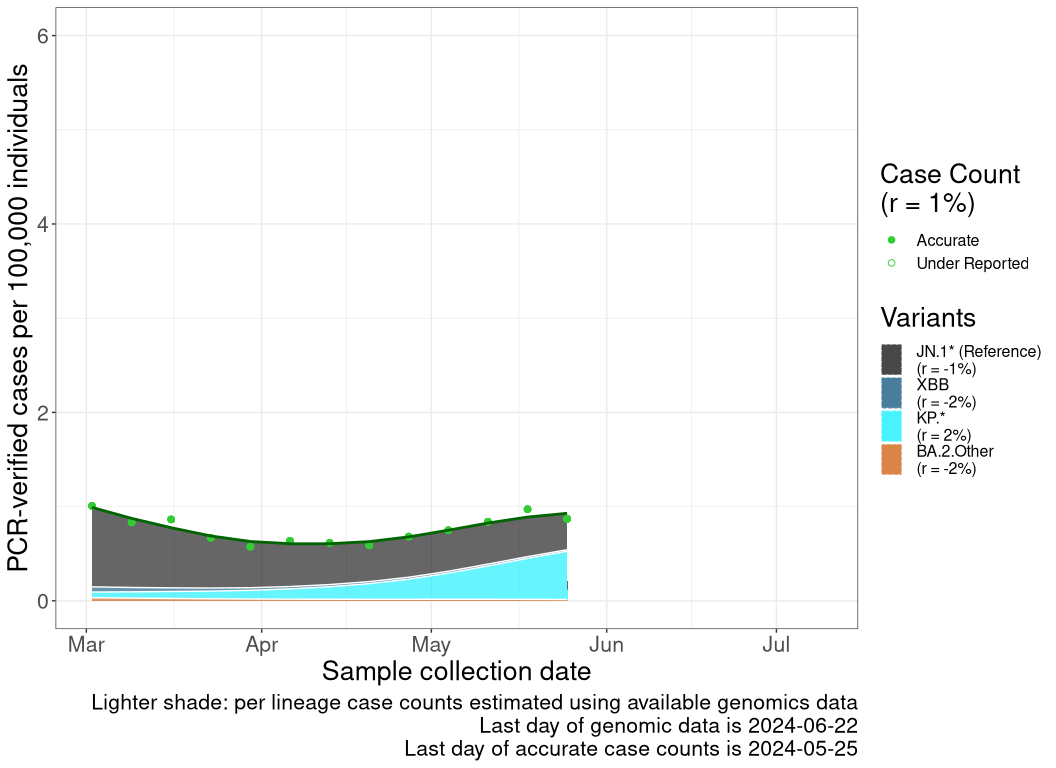 PCR-verified cases per 100,000 individuals
6
4
2
0
Mar
Apr
May
Jun
Jul
Sample collection date
Lighter shade: per lineage case counts estimated using available genomics data
Last day of genomic data is 2024-06-22
Last day of accurate case counts is 2024-05-25
Case Count
(r = 1%)
Accurate
Under Reported
Variants
JN.1* (Reference)
(r = -1%)
XBB
(r = -2%)
KP.*
(r = 2%)
BA.2.Other
(r = -2%)